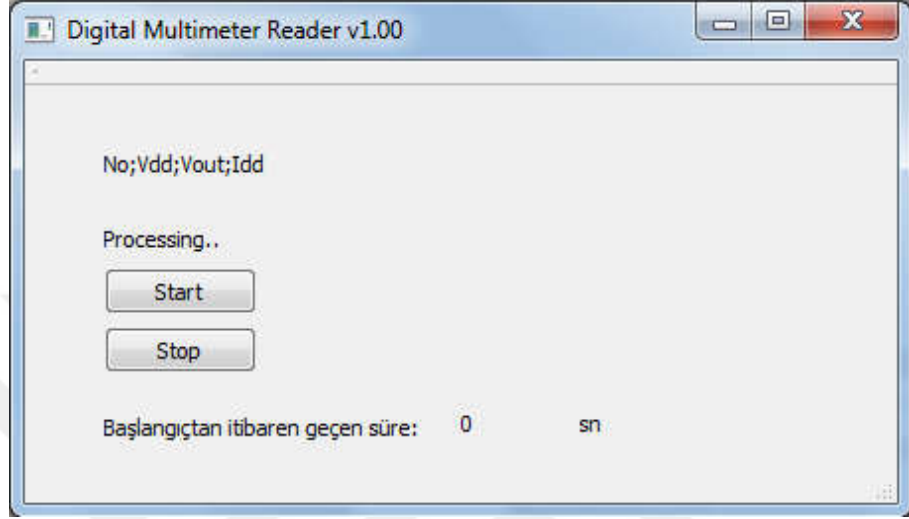 Digital Multimeter Reader v1.00
No;Vdd;Vout;Idd
Processing..
Start
Stop
Başlangıçtan itibaren geçen süre: 0 sn